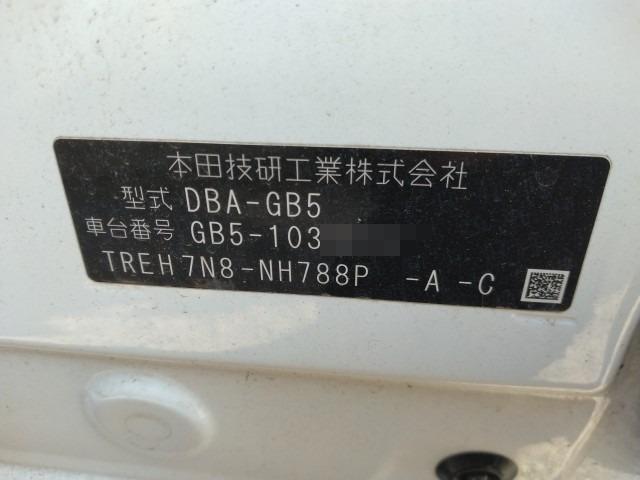 本田技研工業株式会社
型式 DBA-GB5
車台番号 GB5-103
TREH7N8-NH788P -A -C